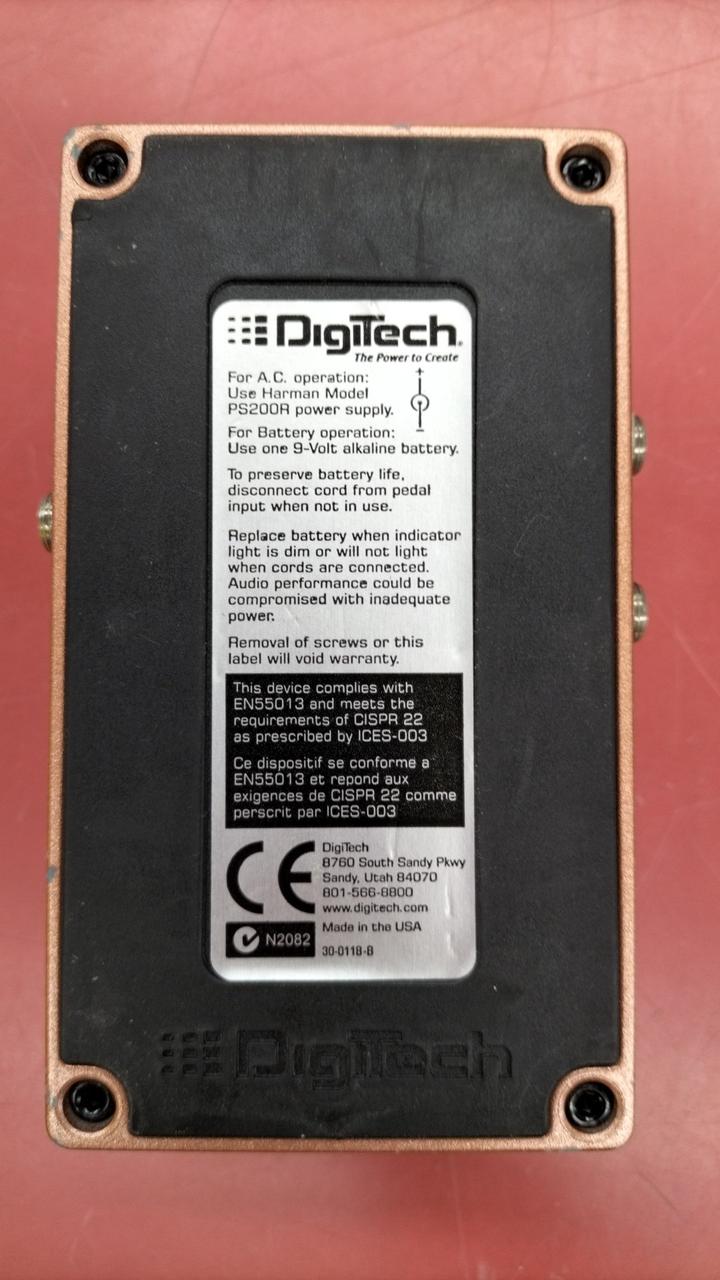 DigiTech®
The Power to Create
For A.C. operation:
Use Harman Model
PS200R power supply.
+
-
For Battery operation:
Use one 9-Volt alkaline battery.
To preserve battery life,
disconnect cord from pedal
input when not in use.
Replace battery when indicator
light is dim or will not light
when cords are connected.
Audio performance could be
compromised with inadequate
power.
Removal of screws or this
label will void warranty.
This device complies with
EN55013 and meets the
requirements of CISPR 22
as prescribed by ICES-003
Ce dispositif se conforme a
EN55013 et repond aux
exigences de CISPR 22 comme
perscrit par ICES-003
CE
DigiTech
8760 South Sandy Pkwy
Sandy, Utah 84070
801-566-8800
www.digitech.com
Made in the USA
N2082
30-0118-B
DigiTech